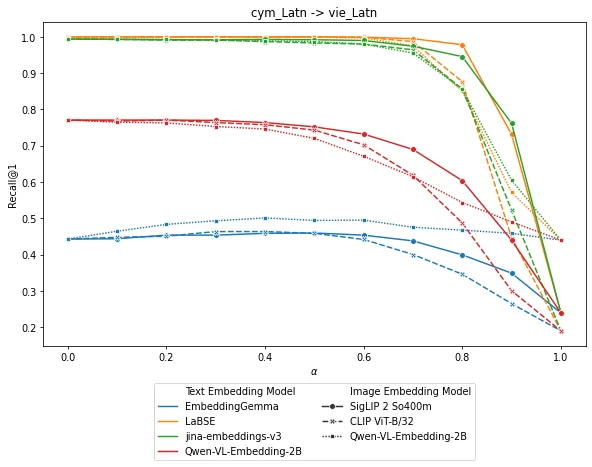 cym_Latn -> vie_Latn
Recall@1
1.0
0.9
0.8
0.7
0.6
0.5
0.4
0.3
0.2
0.0 0.2 0.4 0.6 0.8 1.0
α
Text Embedding Model Image Embedding Model
EmbeddingGemma SigLIP 2 So400m
LaBSE CLIP ViT-B/32
jina-embeddings-v3 Qwen-VL-Embedding-2B
Qwen-VL-Embedding-2B